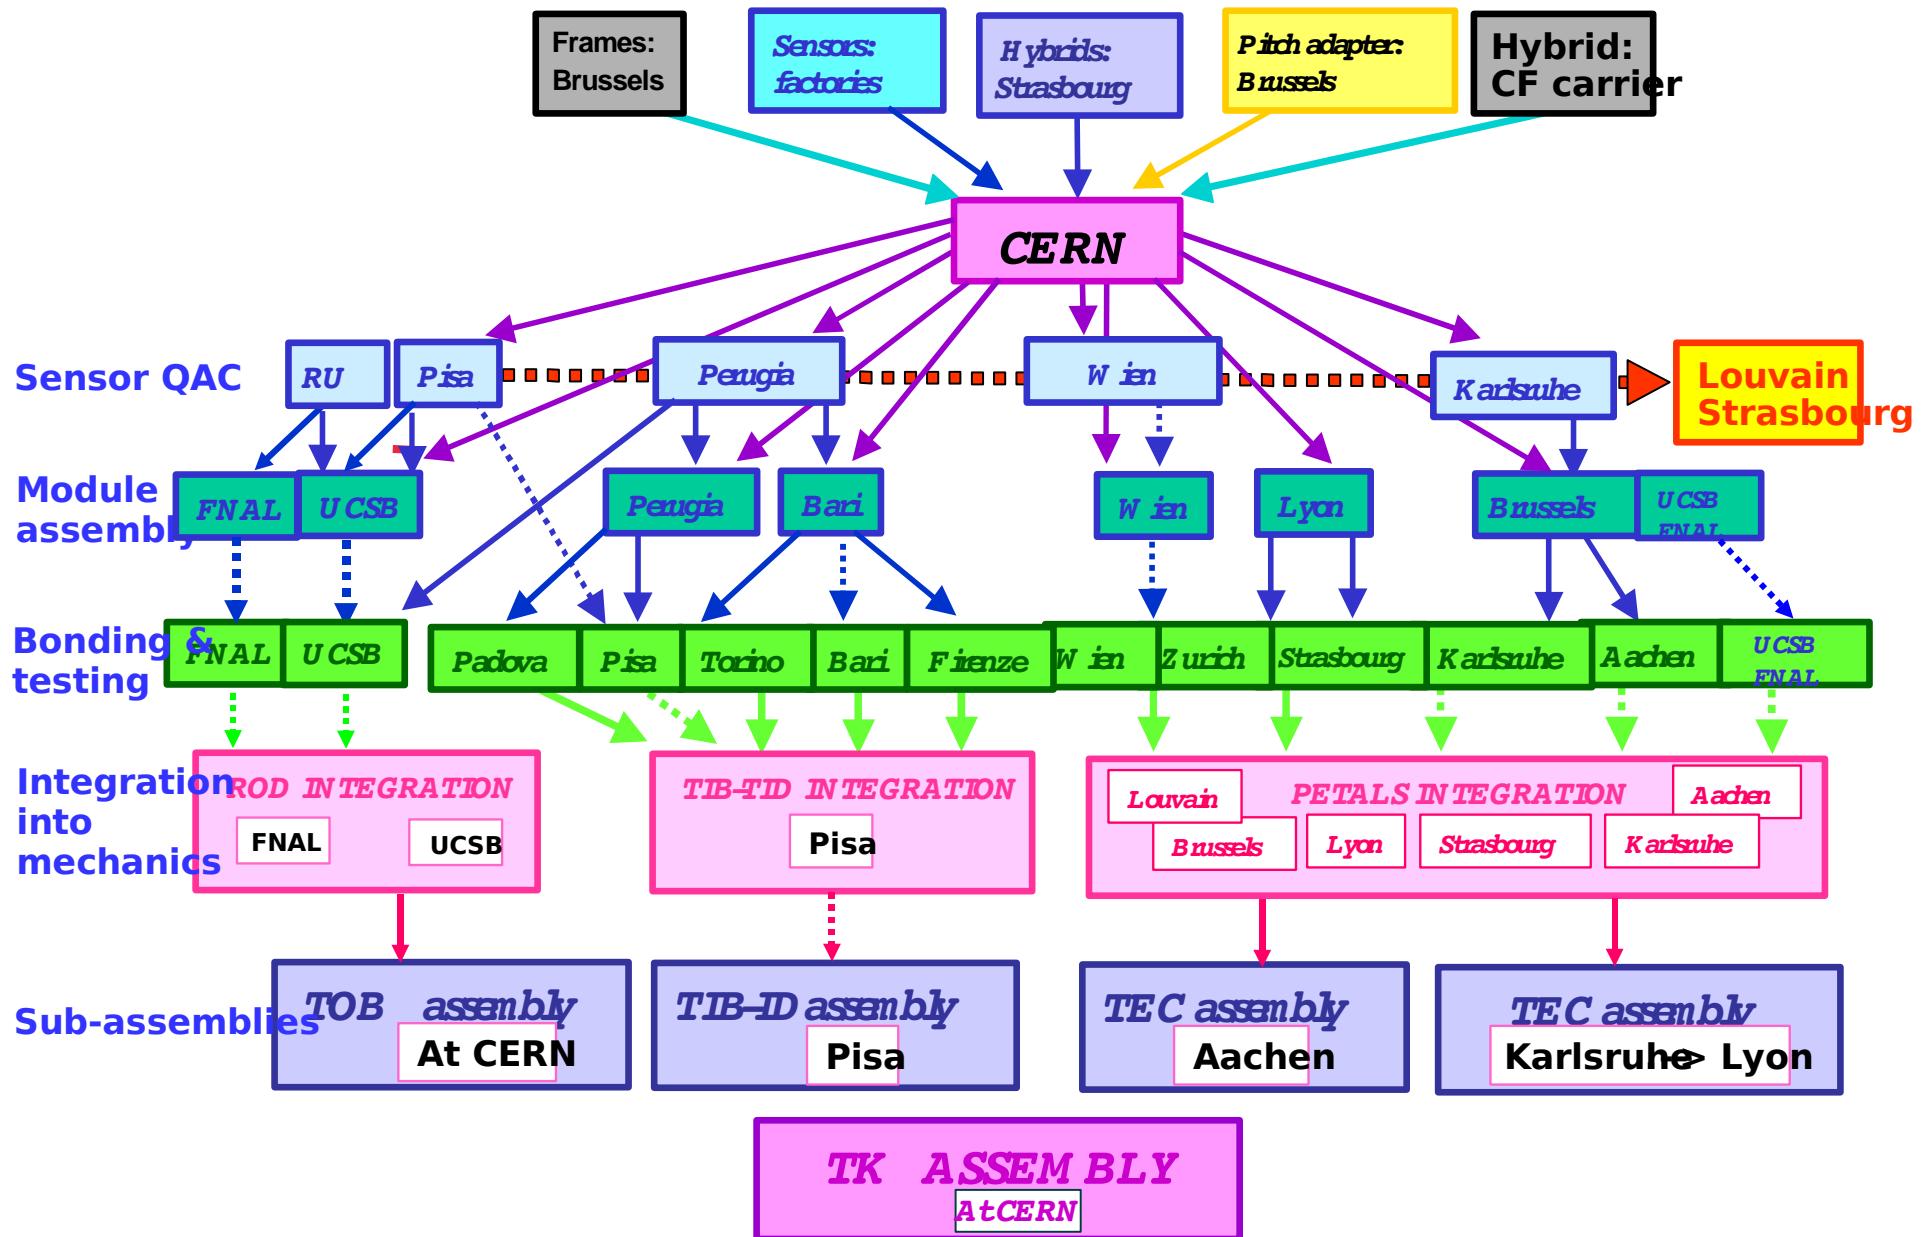 Frames:
Brussels
Sensors:
factories
Hybrids:
Strasbourg
Pitch adapter:
Brussels
Hybrid:
CF carrier
CERN
Sensor QAC
RU
Pisa
Perugia
Wien
Karlsruhe
Louvain
Strasbourg
Module
assembly
FNAL
UCSB
Perugia
Bari
Wien
Lyon
Brussels
UCSB
FNAL
Bonding &
testing
FNAL
UCSB
Padova
Pisa
Torino
Bari
Firenze
Wien
Zurich
Strasbourg
Karlsruhe
Aachen
UCSB
FNAL
Integration
into
mechanics
ROD INTEGRATION
FNAL
UCSB
TIB-TID INTEGRATION
Pisa
PETALS INTEGRATION
Louvain
Aachen
Brussels
Lyon
Strasbourg
Karlsruhe
Sub-assemblies
TOB assembly
At CERN
TIB-ID assembly
Pisa
TEC assembly
Aachen
TEC assembly
Karlsruhe -> Lyon
TK ASSEMBLY
At CERN